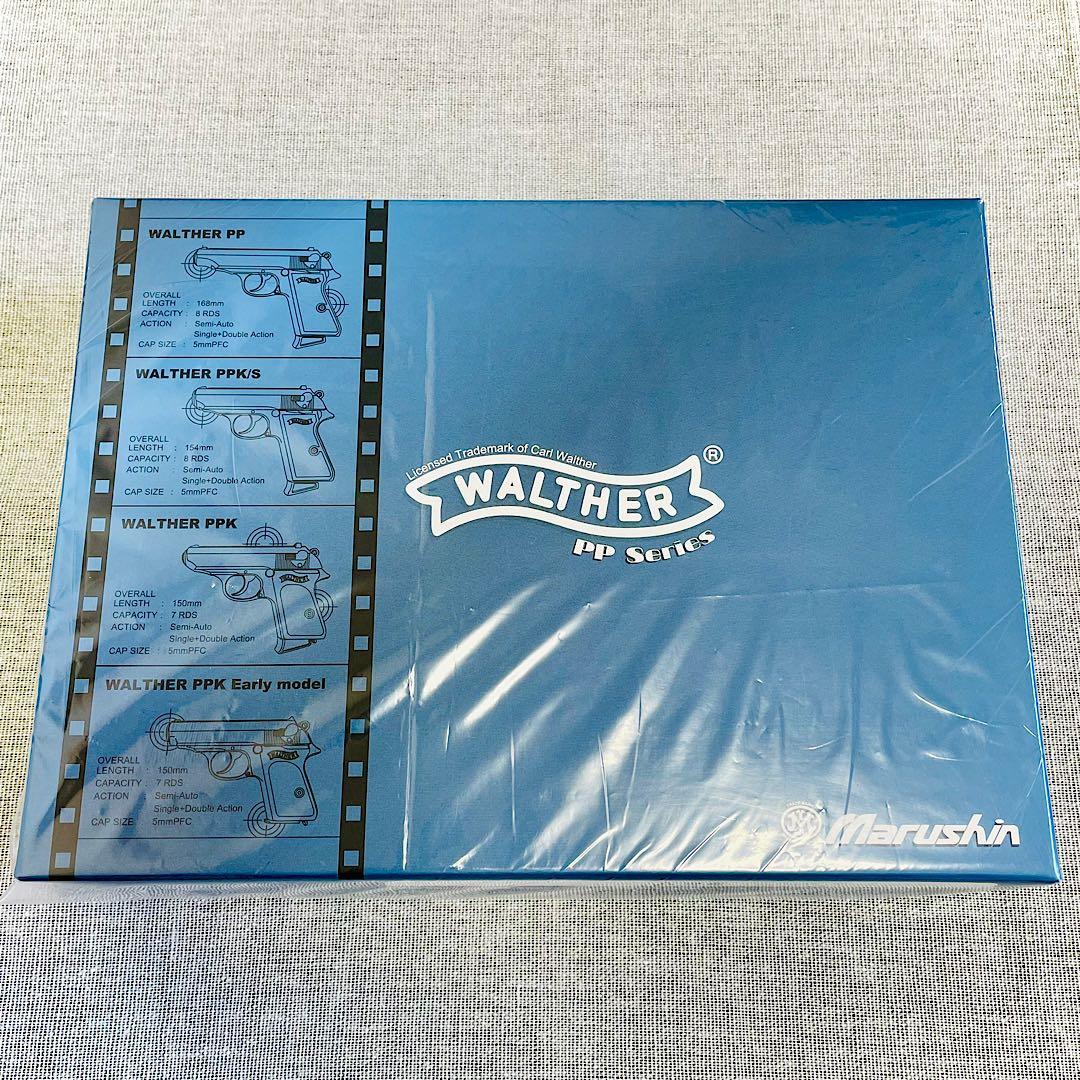 WALTHER PP
OVERALL
LENGTH : 168mm
CAPACITY : 8 RDS
ACTION : Semi-Auto
Single+Double Action
CAP SIZE : 5mmPFC
WALTHER PPK/S
OVERALL
LENGTH : 154mm
CAPACITY : 8 RDS
ACTION : Semi-Auto
Single+Double Action
CAP SIZE : 5mmPFC
WALTHER PPK
OVERALL
LENGTH : 150mm
CAPACITY : 7 RDS
ACTION : Semi-Auto
Single+Double Action
CAP SIZE : 5mmPFC
WALTHER PPK Early model
OVERALL
LENGTH : 150mm
CAPACITY : 7 RDS
ACTION : Semi-Auto
Single+Double Action
CAP SIZE : 5mmPFC
Licensed Trademark of Carl Walther
WALTHER ®
PP Series
Marushin